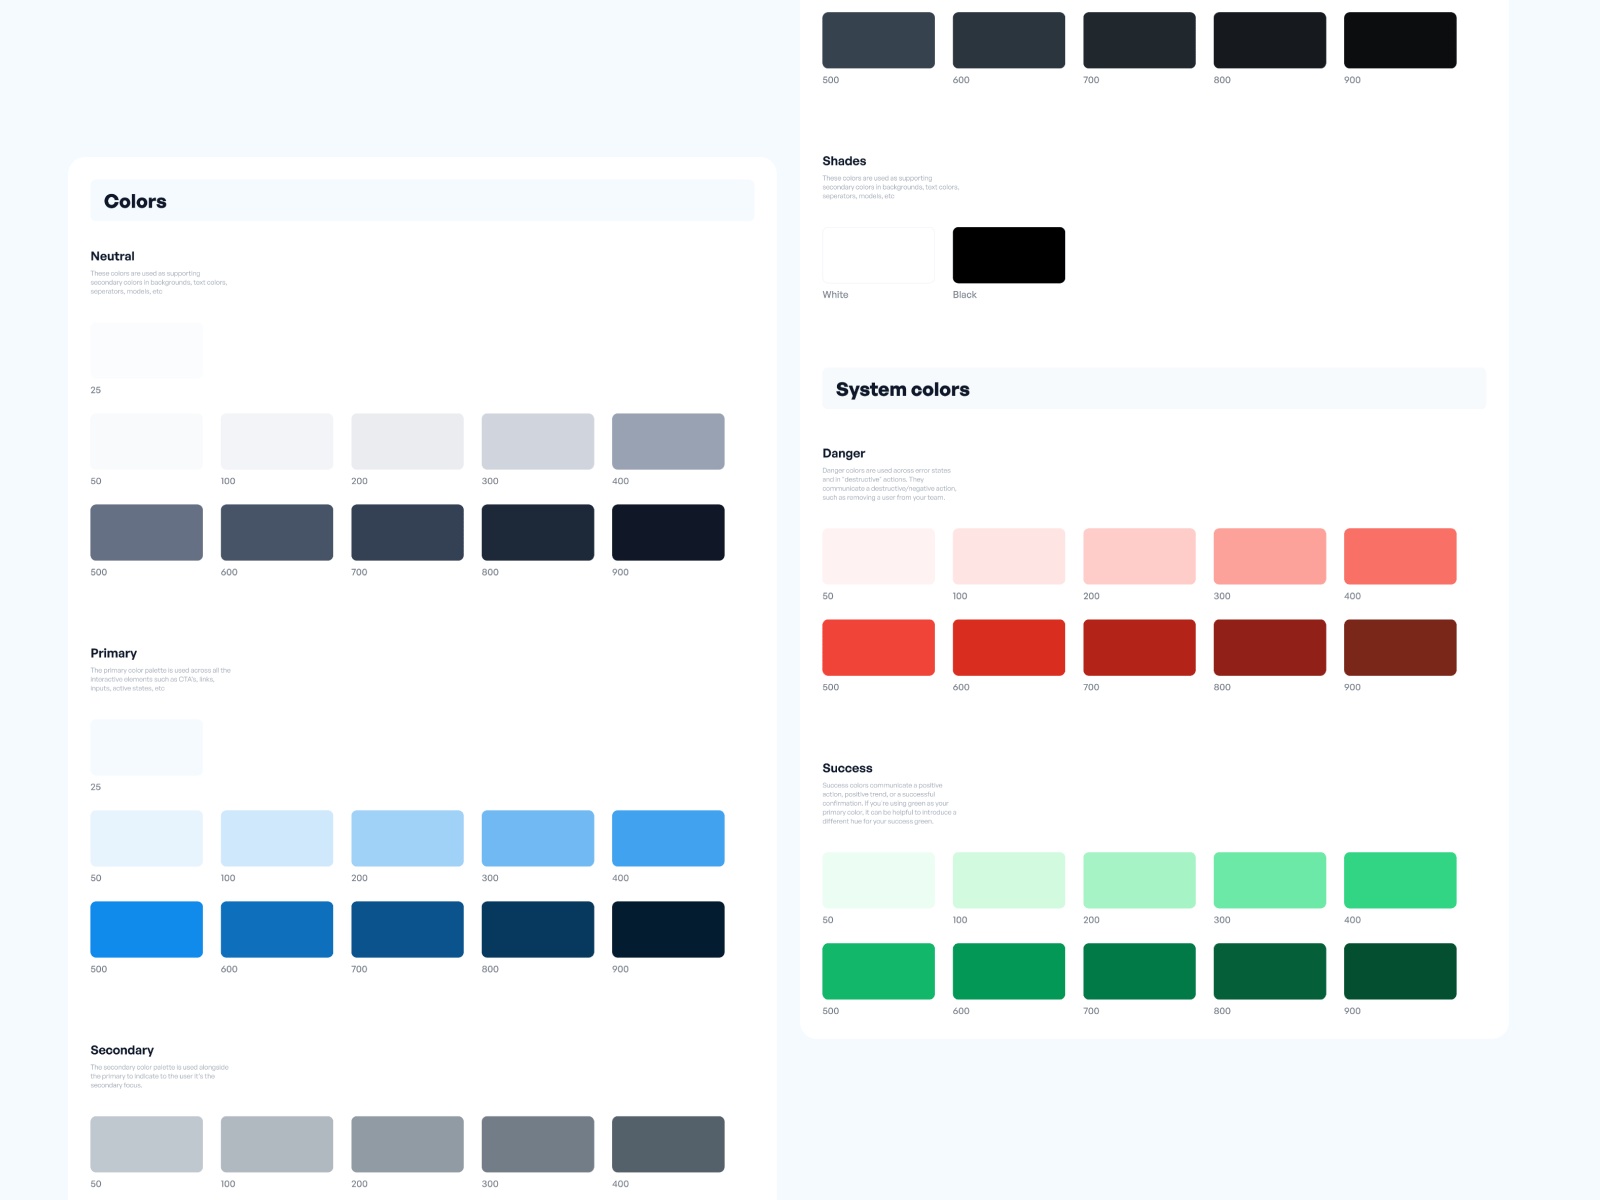 Colors
Neutral
These colors are used as supporting
secondary colors in backgrounds, text colors,
seperators, models, etc
25
50 100 200 300 400
500 600 700 800 900
Primary
The primary color palette is used across all the
interactive elements such as CTA's, links,
inputs, active states, etc
25
50 100 200 300 400
500 600 700 800 900
Secondary
The secondary color palette is used alongside
the primary to indicate to the user it's the
secondary focus.
50 100 200 300 400
500 600 700 800 900
Shades
These colors are used as supporting
secondary colors in backgrounds, text colors,
seperators, models, etc
White Black
System colors
Danger
Danger colors are used across error states
and in "destructive" actions. They
communicate a destructive/negative action,
such as removing a user from your team.
50 100 200 300 400
500 600 700 800 900
Success
Success colors communicate a positive
action, positive trend, or a successful
confirmation. If you're using green as your
primary color, it can be helpful to introduce a
different hue for your success green.
50 100 200 300 400
500 600 700 800 900